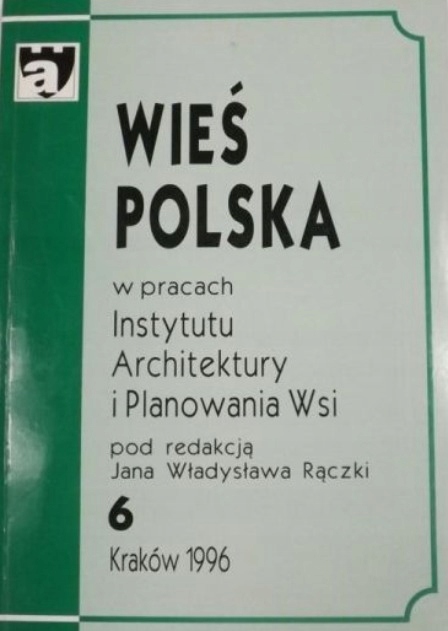 a
WIEŚ
POLSKA
w pracach
Instytutu
Architektury
i Planowania Wsi
pod redakcją
Jana Władysława Rączki
6
Kraków 1996